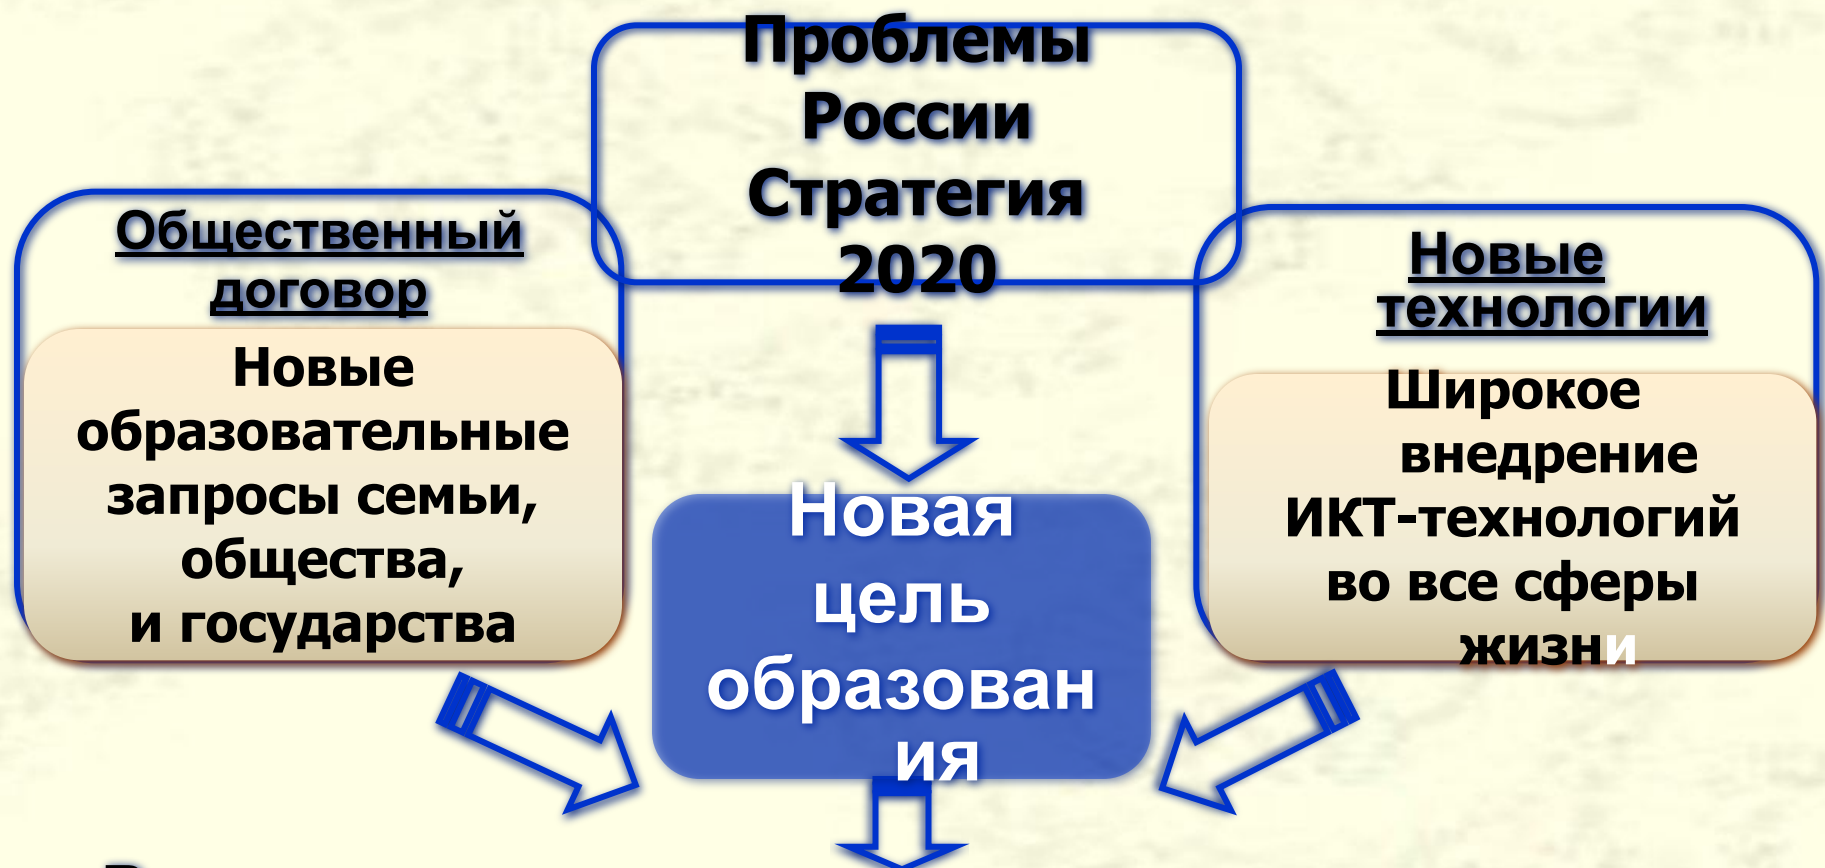 Проблемы
России
Стратегия
2020
Общественный
договор
Новые
образовательные
запросы семьи,
общества,
и государства
Новые
технологии
Широкое
внедрение
ИКТ-технологий
во все сферы
жизни
Новая
цель
образован
ия